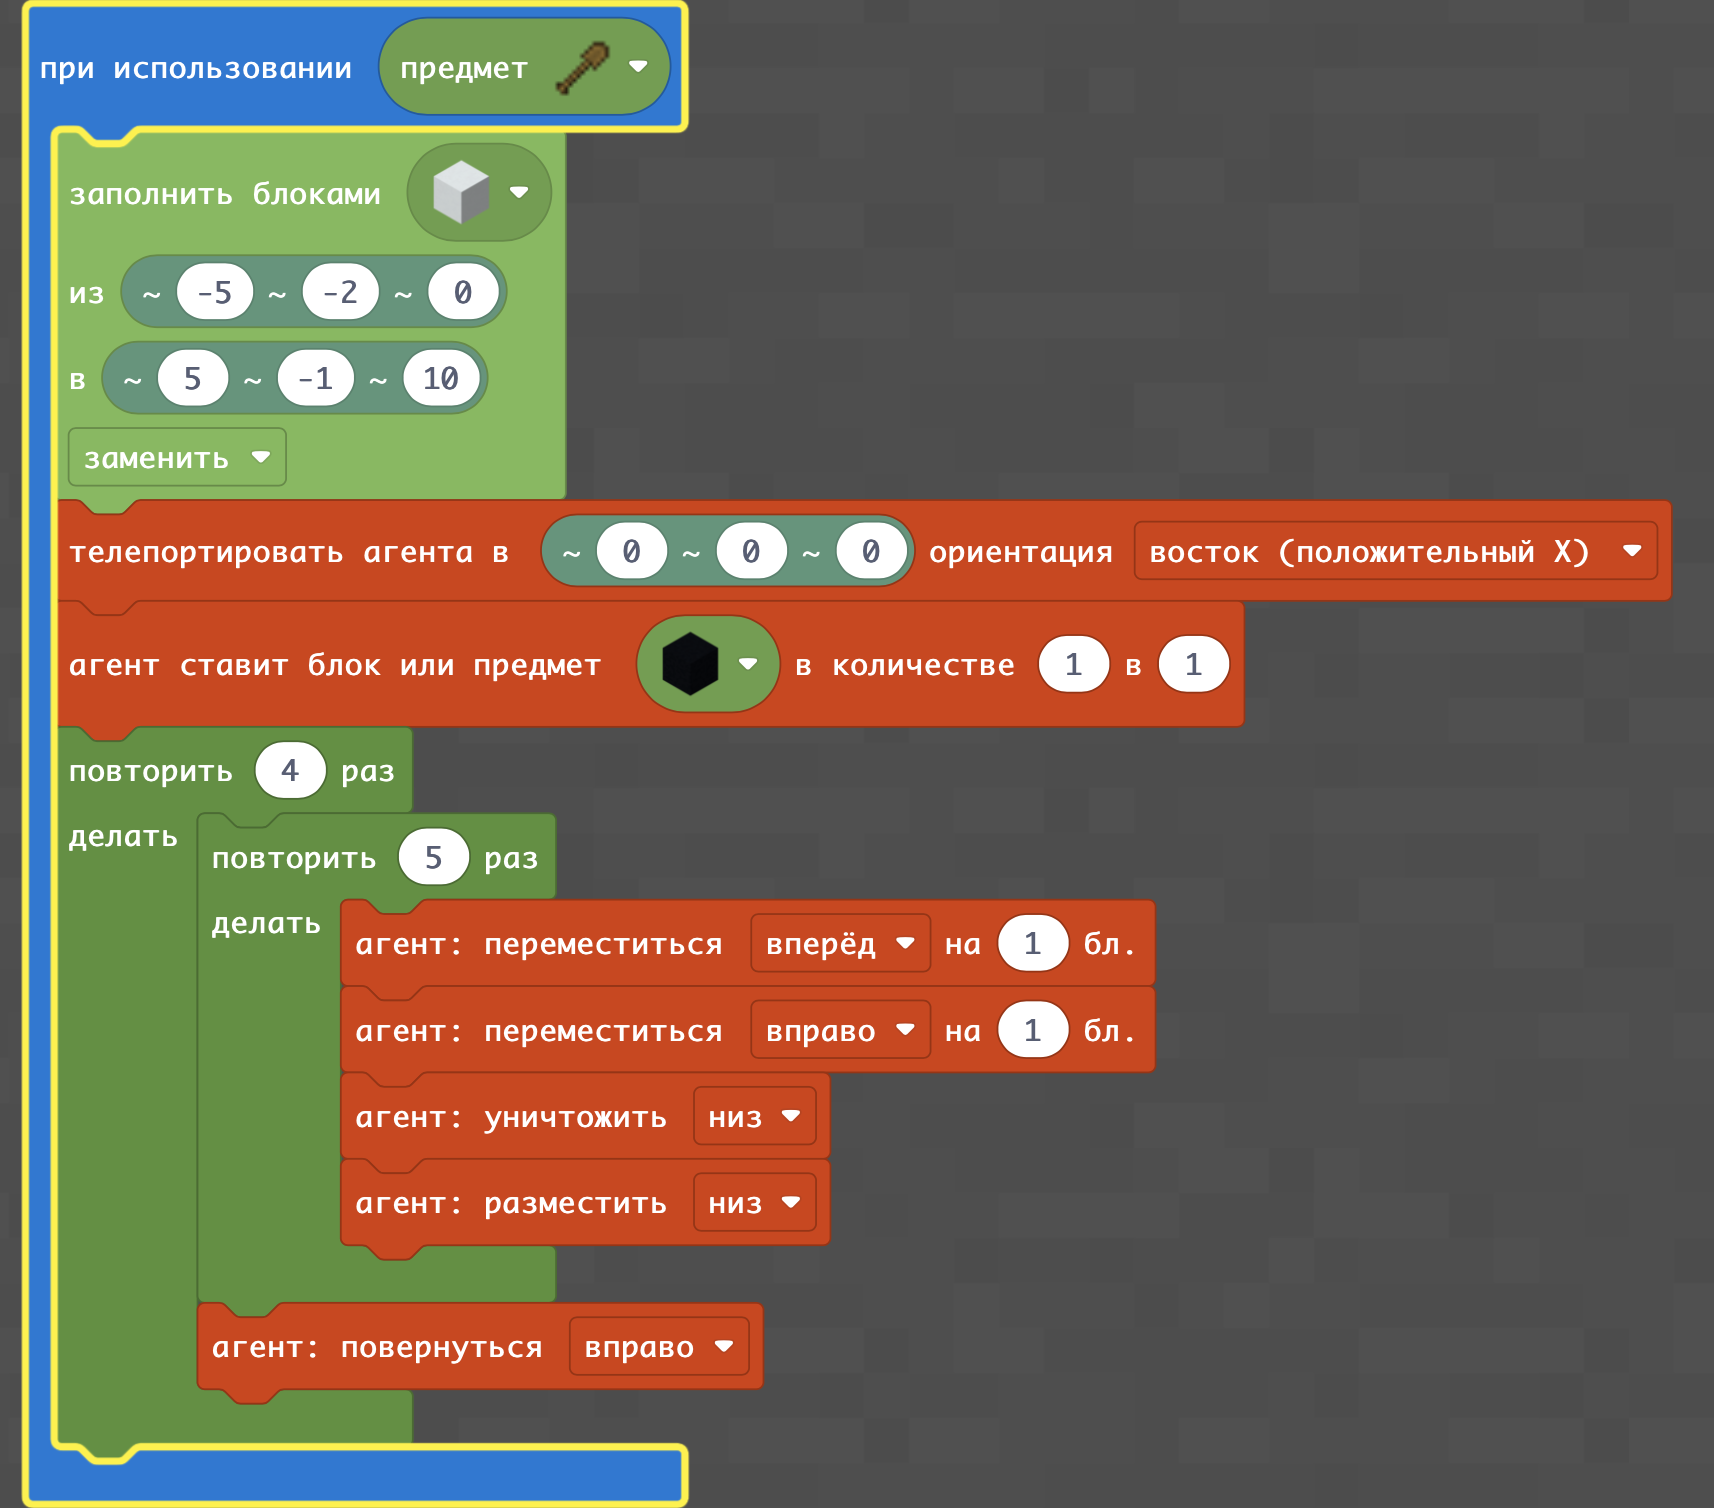 при использовании предмет
заполнить блоками
из ~ -5 ~ -2 ~ 0
в ~ 5 ~ -1 ~ 10
заменить
телепортировать агента в ~ 0 ~ 0 ~ 0 ориентация восток (положительный X)
агент ставит блок или предмет в количестве 1 в 1
повторить 4 раз
делать
повторить 5 раз
делать
агент: переместиться вперёд на 1 бл.
агент: переместиться вправо на 1 бл.
агент: уничтожить низ
агент: разместить низ
агент: повернуться вправо